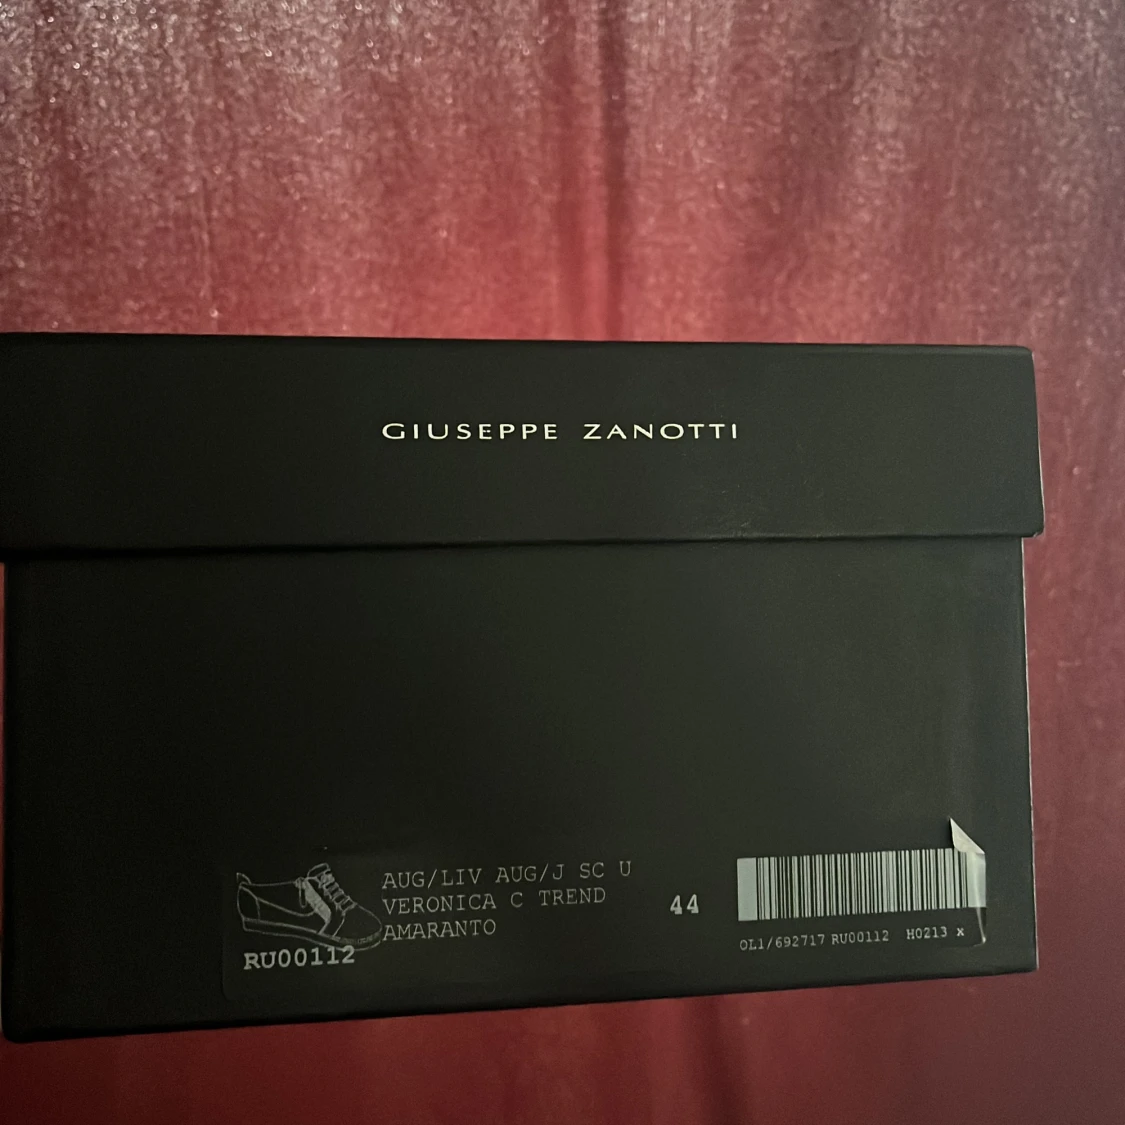 GIUSEPPE ZANOTTI
AUG/LIV AUG/J SC U
VERONICA C TREND
AMARANTO
RU00112
44
OL1/692717 RU00112 H0213 x